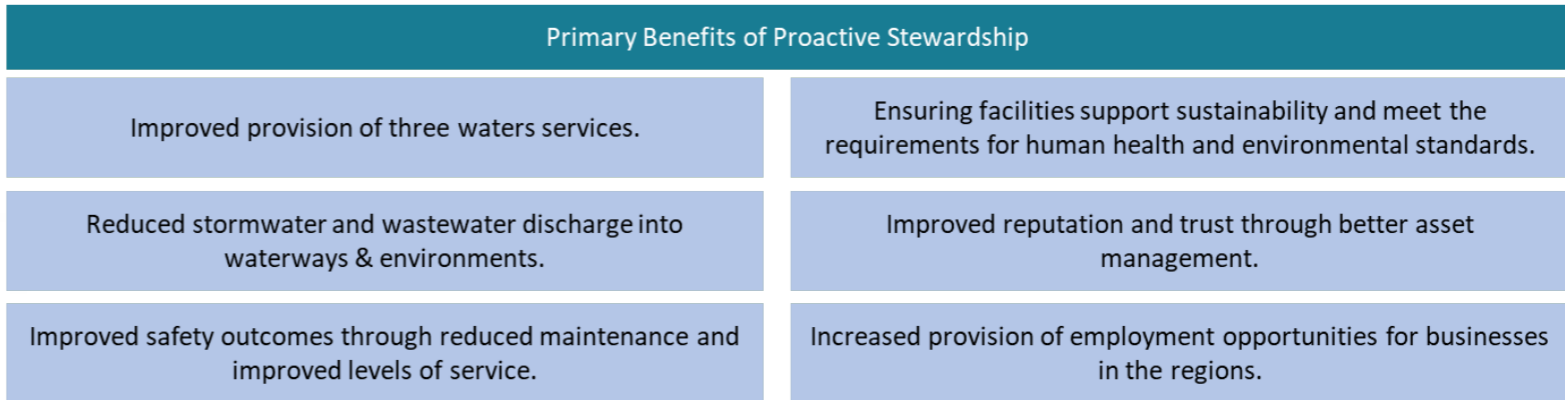 Primary Benefits of Proactive Stewardship
Improved provision of three waters services.
Ensuring facilities support sustainability and meet the
requirements for human health and environmental standards.
Reduced stormwater and wastewater discharge into
waterways & environments.
Improved reputation and trust through better asset
management.
Improved safety outcomes through reduced maintenance and
improved levels of service.
Increased provision of employment opportunities for businesses
in the regions.